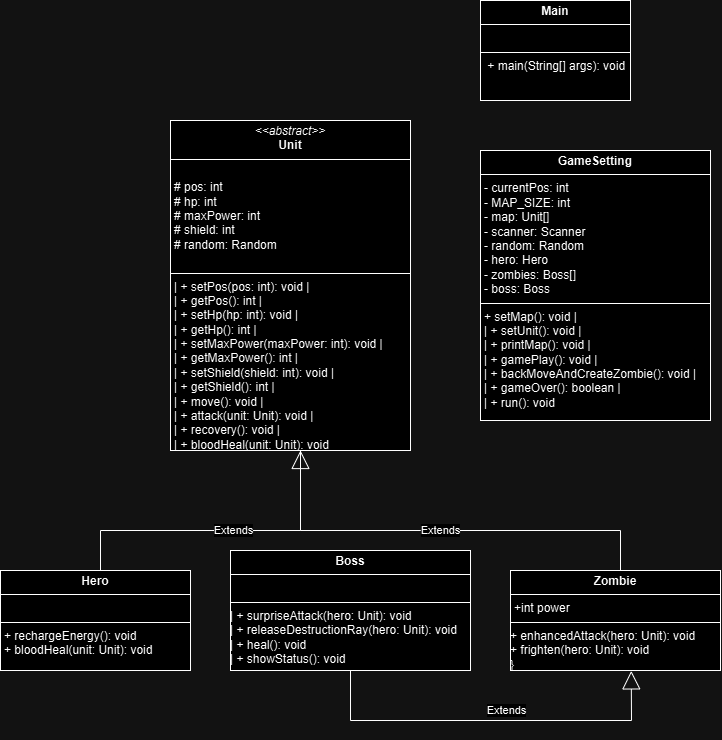 Main
+ main(String[] args): void
<<abstract>>
Unit
# pos: int
# hp: int
# maxPower: int
# shield: int
# random: Random
| + setPos(pos: int): void |
| + getPos(): int |
| + setHp(hp: int): void |
| + getHp(): int |
| + setMaxPower(maxPower: int): void |
| + getMaxPower(): int |
| + setShield(shield: int): void |
| + getShield(): int |
| + move(): void |
| + attack(unit: Unit): void |
| + recovery(): void |
| + bloodHeal(unit: Unit): void
GameSetting
- currentPos: int
- MAP_SIZE: int
- map: Unit[]
- scanner: Scanner
- random: Random
- hero: Hero
- zombies: Boss[]
- boss: Boss
+ setMap(): void |
| + setUnit(): void |
| + printMap(): void |
| + gamePlay(): void |
| + backMoveAndCreateZombie(): void |
| + gameOver(): boolean |
| + run(): void
Extends
Extends
Hero
+ rechargeEnergy(): void
+ bloodHeal(unit: Unit): void
Boss
| + surpriseAttack(hero: Unit): void
| + releaseDestructionRay(hero: Unit): void
| + heal(): void
| + showStatus(): void
Zombie
+int power
+ enhancedAttack(hero: Unit): void
+ frighten(hero: Unit): void
}
Extends